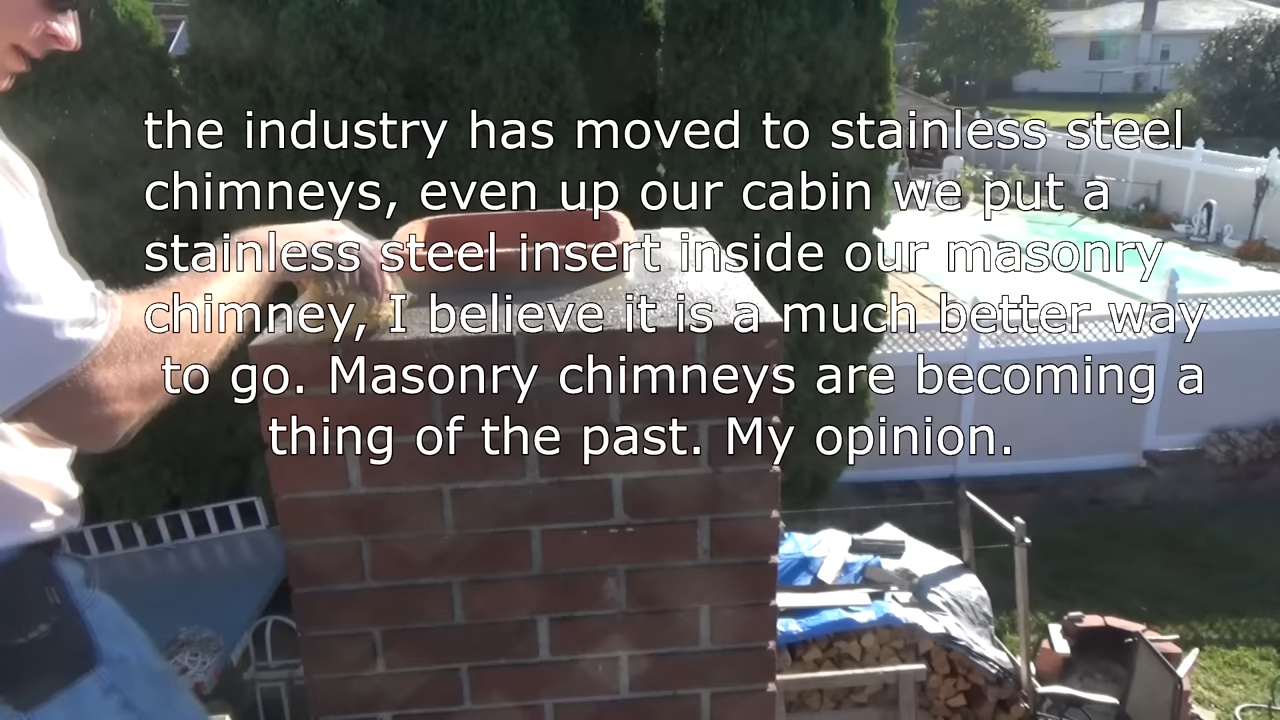 the industry has moved to stainless steel
chimneys, even up our cabin we put a
stainless steel insert inside our masonry
chimney, I believe it is a much better way
to go. Masonry chimneys are becoming a
thing of the past. My opinion.